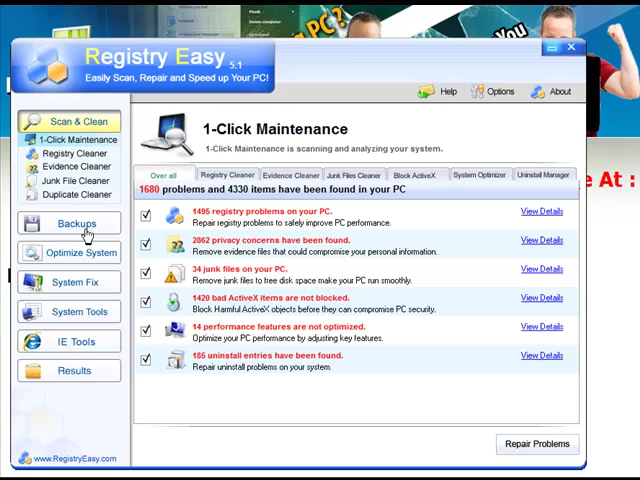 PC?
You
Registry Easy 5.1
Easily Scan, Repair and Speed up Your PC!
Help
Options
About
Scan & Clean
1-Click Maintenance
Registry Cleaner
Evidence Cleaner
Junk File Cleaner
Duplicate Cleaner
Backups
Optimize System
System Fix
System Tools
IE Tools
Results
www.RegistryEasy.com
1-Click Maintenance
1-Click Maintenance is scanning and analyzing your system.
Over all
Registry Cleaner
Evidence Cleaner
Junk Files Cleaner
Block ActiveX
System Optimizer
Uninstall Manager
1680 problems and 4330 items have been found in your PC
1495 registry problems on your PC.
View Details
Repair registry problems to safely improve PC performance.
2862 privacy concerns have been found.
View Details
Remove evidence files that could compromise your personal information.
34 junk files on your PC.
View Details
Remove junk files to free disk space make your PC run smoothly.
1420 bad ActiveX items are not blocked.
View Details
Block Harmful ActiveX objects before they can compromise PC security.
14 performance features are not optimized.
View Details
Optimize your PC performance by adjusting key features.
185 uninstall entries have been found.
View Details
Repair uninstall problems on your system.
Repair Problems
At :